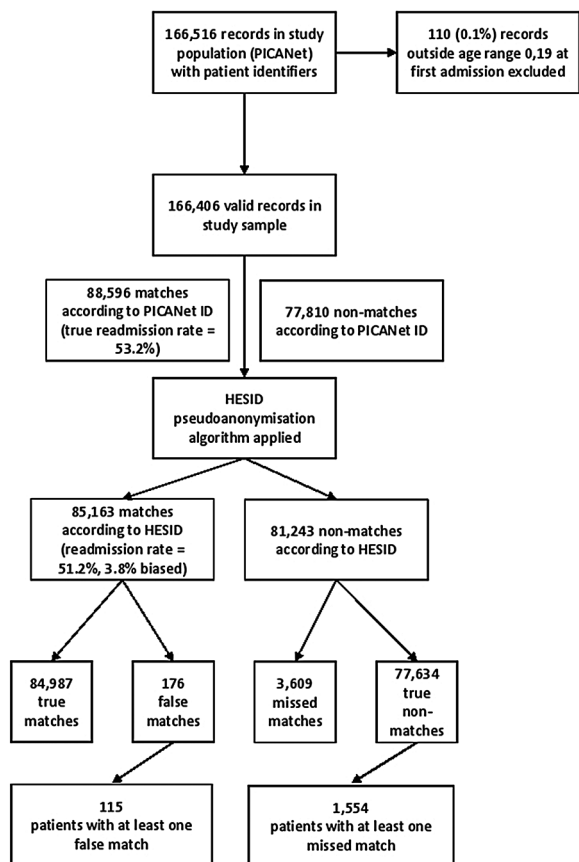 166,516 records in study
population (PICANet)
with patient identifiers
110 (0.1%) records
outside age range 0,19 at
first admission excluded
166,406 valid records in
study sample
88,596 matches
according to PICANet ID
(true readmission rate =
53.2%)
77,810 non-matches
according to PICANet ID
HESID
pseudoanonymisation
algorithm applied
85,163 matches
according to HESID
(readmission rate =
51.2%, 3.8% biased)
81,243 non-matches
according to HESID
84,987
true
matches
176
false
matches
3,609
missed
matches
77,634
true
non-
matches
115
patients with at least one
false match
1,554
patients with at least one
missed match